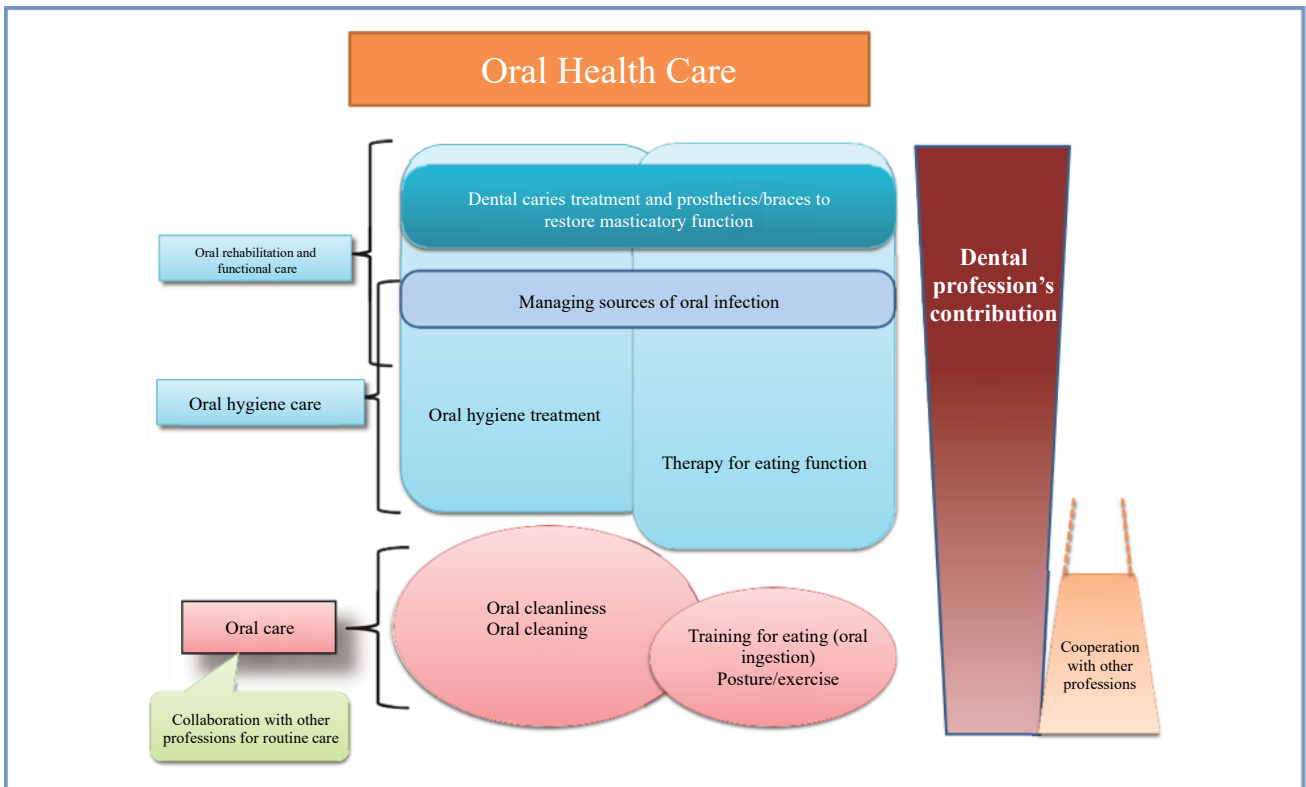 Oral Health Care
Dental caries treatment and prosthetics/braces to
restore masticatory function
Oral rehabilitation and
functional care
Managing sources of oral infection
Dental
profession’s
contribution
Oral hygiene care
Oral hygiene treatment
Therapy for eating function
Oral care
Oral cleanliness
Oral cleaning
Training for eating (oral
ingestion)
Posture/exercise
Cooperation
with other
professions
Collaboration with other
professions for routine care